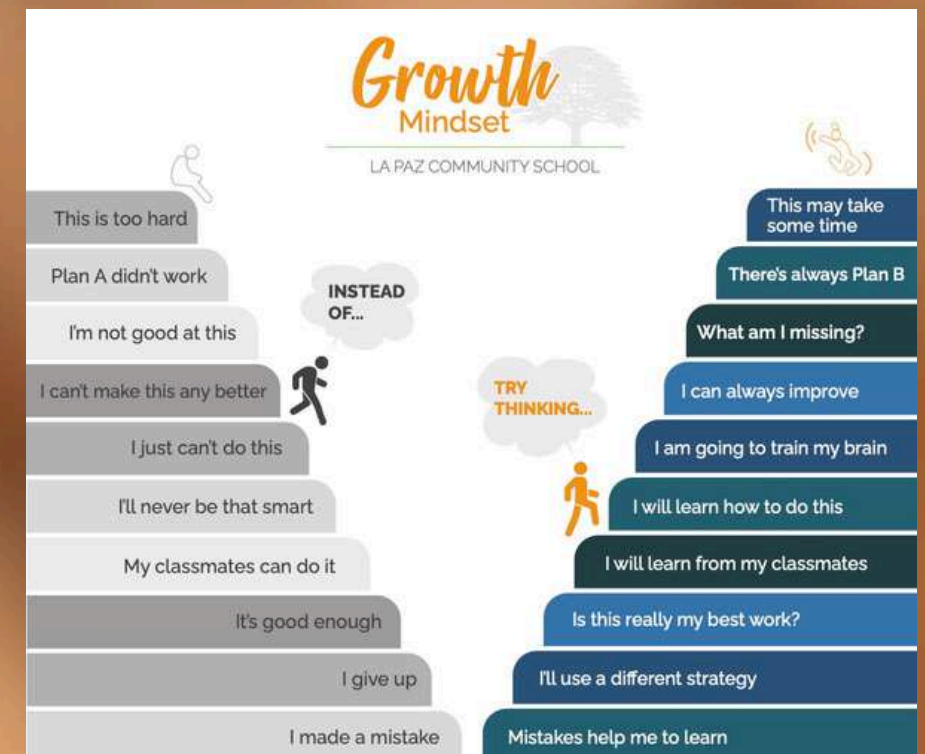 Growth
Mindset
LA PAZ COMMUNITY SCHOOL
INSTEAD
OF...
This is too hard
Plan A didn't work
I'm not good at this
I can't make this any better
I just can't do this
I'll never be that smart
My classmates can do it
It's good enough
I give up
I made a mistake
TRY
THINKING...
This may take
some time
There's always Plan B
What am I missing?
I can always improve
I am going to train my brain
I will learn how to do this
I will learn from my classmates
Is this really my best work?
I'll use a different strategy
Mistakes help me to learn